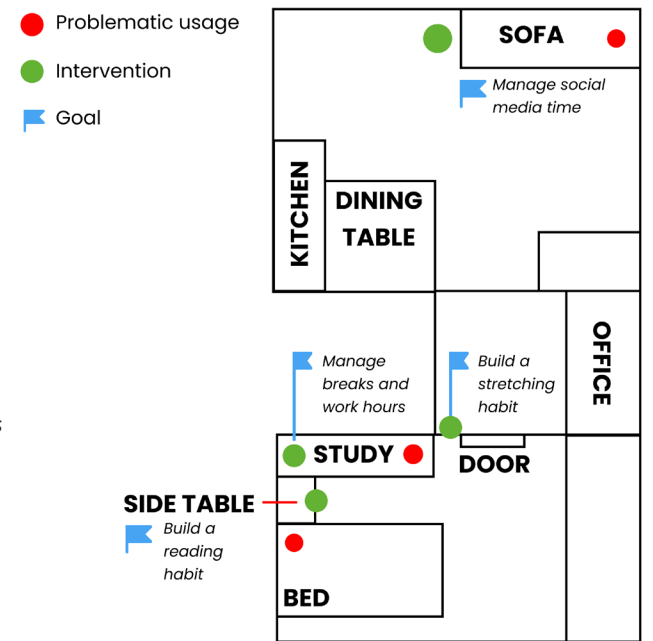 Problematic usage
Intervention
Goal
SOFA
Manage social
media time
KITCHEN
DINING
TABLE
OFFICE
Manage
breaks and
work hours
Build a
stretching
habit
STUDY
DOOR
SIDE TABLE
Build a
reading
habit
BED
s